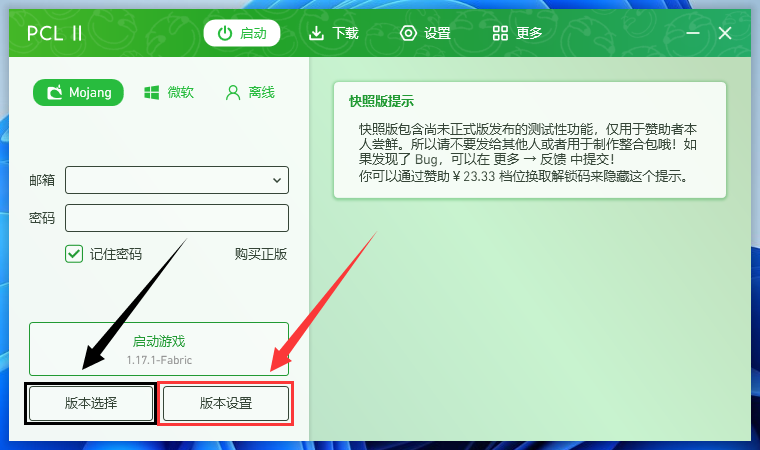 PCL II
启动
下载
设置
更多
Mojang
微软
离线
邮箱
密码
记住密码
购买正版
启动游戏
1.17.1-Fabric
版本选择
版本设置
快照版提示
快照版包含尚未正式版发布的测试性功能，仅用于赞助者本
人尝鲜。所以请不要发给其他人或者用于制作整合包哦！如
果发现了 Bug，可以在 更多 → 反馈 中提交！
你可以通过赞助￥23.33 档位换取解锁码来隐藏这个提示。